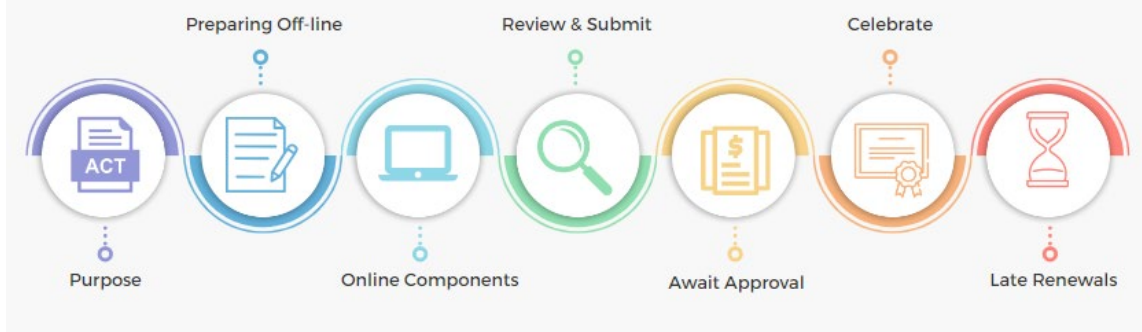 Preparing Off-line
Review & Submit
Celebrate
ACT
$
Purpose
Online Components
Await Approval
Late Renewals